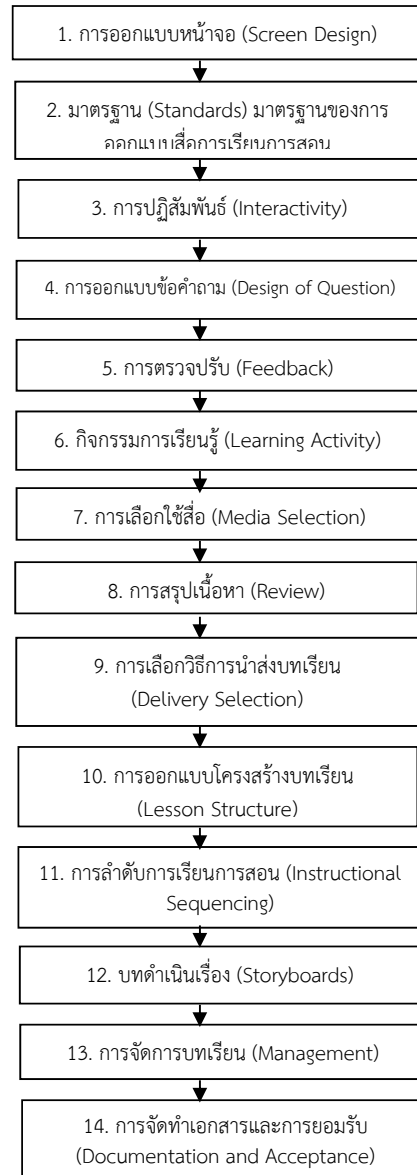 1. การออกแบบหน้าจอ (Screen Design)
2. มาตรฐาน (Standards) มาตรฐานของการ
ออกแบบสื่อการเรียนการสอน
3. การปฏิสัมพันธ์ (Interactivity)
4. การออกแบบข้อคำถาม (Design of Question)
5. การตรวจปรับ (Feedback)
6. กิจกรรมการเรียนรู้ (Learning Activity)
7. การเลือกใช้สื่อ (Media Selection)
8. การสรุปเนื้อหา (Review)
9. การเลือกวิธีการนำส่งบทเรียน
(Delivery Selection)
10. การออกแบบโครงสร้างบทเรียน
(Lesson Structure)
11. การลำดับการเรียนการสอน (Instructional
Sequencing)
12. บทดำเนินเรื่อง (Storyboards)
13. การจัดการบทเรียน (Management)
14. การจัดทำเอกสารและการยอมรับ
(Documentation and Acceptance)